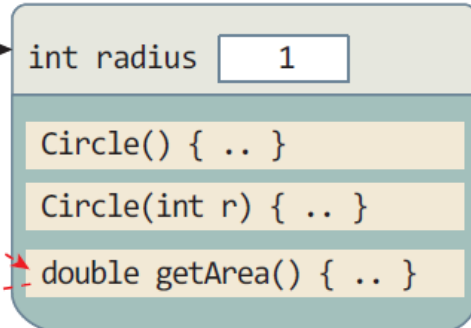 int radius 1
Circle() { .. }
Circle(int r) { .. }
double getArea() { .. }